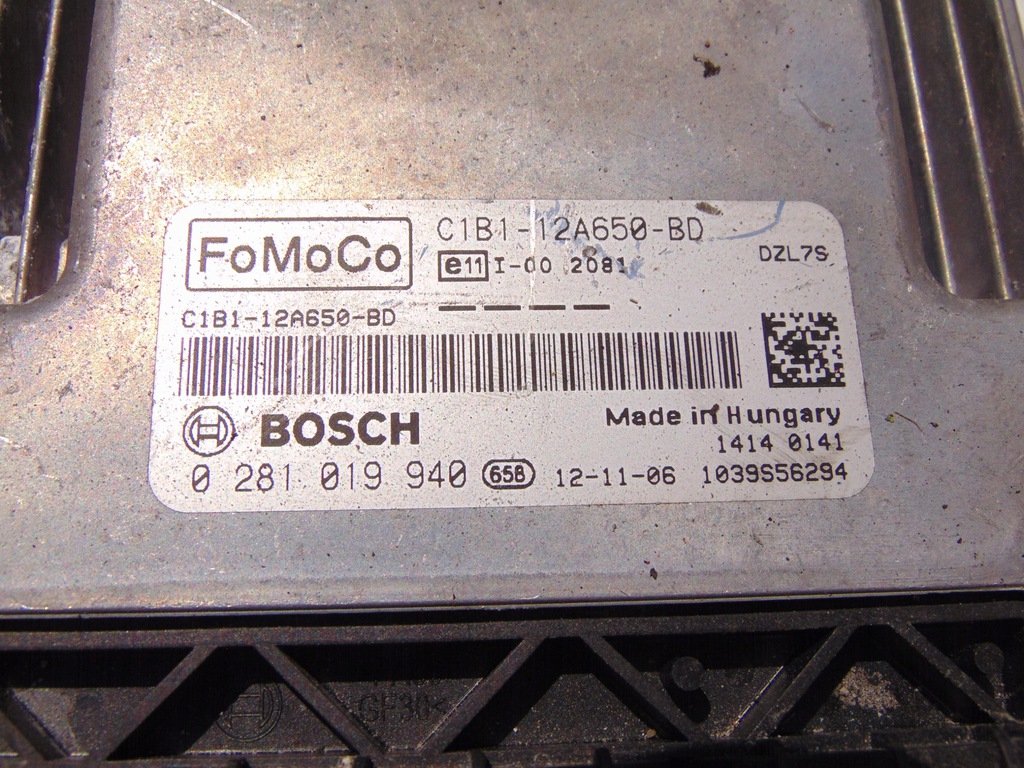 FoMoCo
C1B1-12A650-BD
DZL7S
e11 I-00 2081
C1B1-12A650-BD
BOSCH
Made in Hungary
1414 0141
0 281 019 940 65B 12-11-06 1039S56294